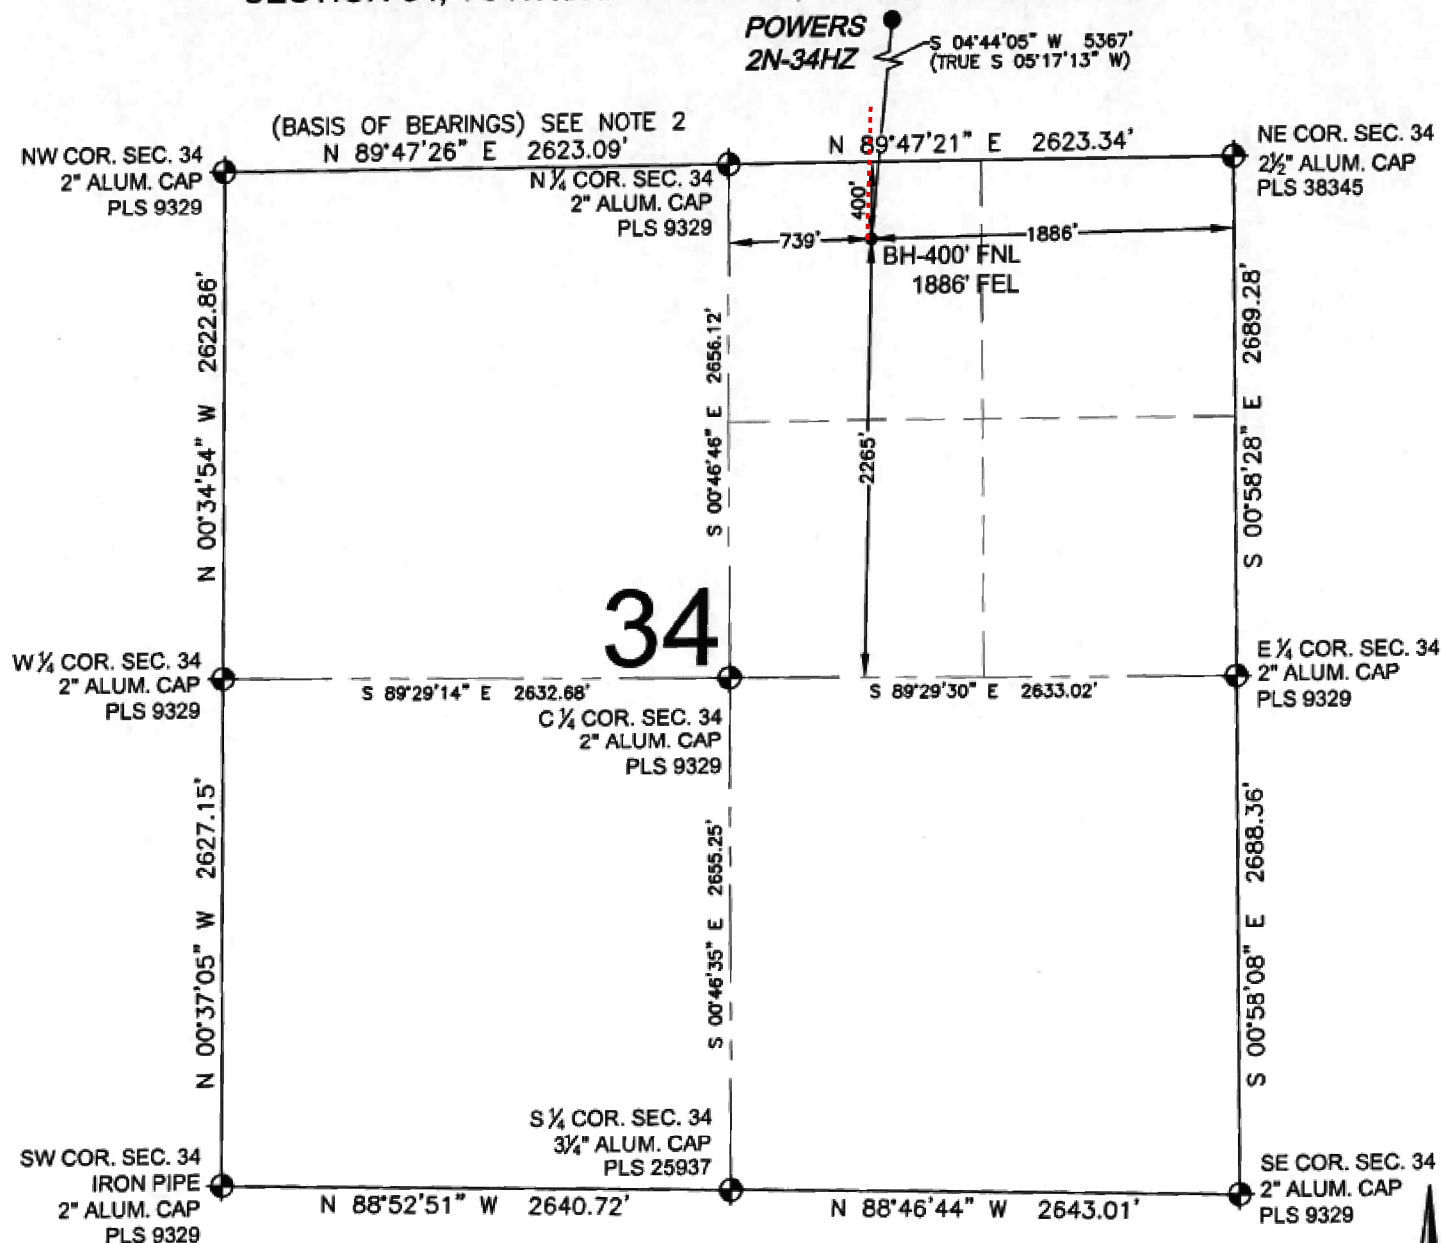 POWERS
2N-34HZ
S 04°44'05" W 5367'
(TRUE S 05°17'13" W)
(BASIS OF BEARINGS) SEE NOTE 2
N 89°47'26" E 2623.09'
N 89°47'21" E 2623.34'
NW COR. SEC. 34
2" ALUM. CAP
PLS 9329
N ¼ COR. SEC. 34
2" ALUM. CAP
PLS 9329
NE COR. SEC. 34
2½" ALUM. CAP
PLS 38345
400'
739'
1886'
BH-400' FNL
1886' FEL
N 00°34'54" W 2622.86'
S 00°46'46" E 2656.12'
2265'
S 00°58'28" E 2689.28'
34
W ¼ COR. SEC. 34
2" ALUM. CAP
PLS 9329
S 89°29'14" E 2632.68'
C ¼ COR. SEC. 34
2" ALUM. CAP
PLS 9329
S 89°29'30" E 2633.02'
E ¼ COR. SEC. 34
2" ALUM. CAP
PLS 9329
N 00°37'05" W 2627.15'
S 00°46'35" E 2655.25'
S 00°58'08" E 2688.36'
SW COR. SEC. 34
IRON PIPE
2" ALUM. CAP
PLS 9329
N 88°52'51" W 2640.72'
S ¼ COR. SEC. 34
3¼" ALUM. CAP
PLS 25937
N 88°46'44" W 2643.01'
SE COR. SEC. 34
2" ALUM. CAP
PLS 9329